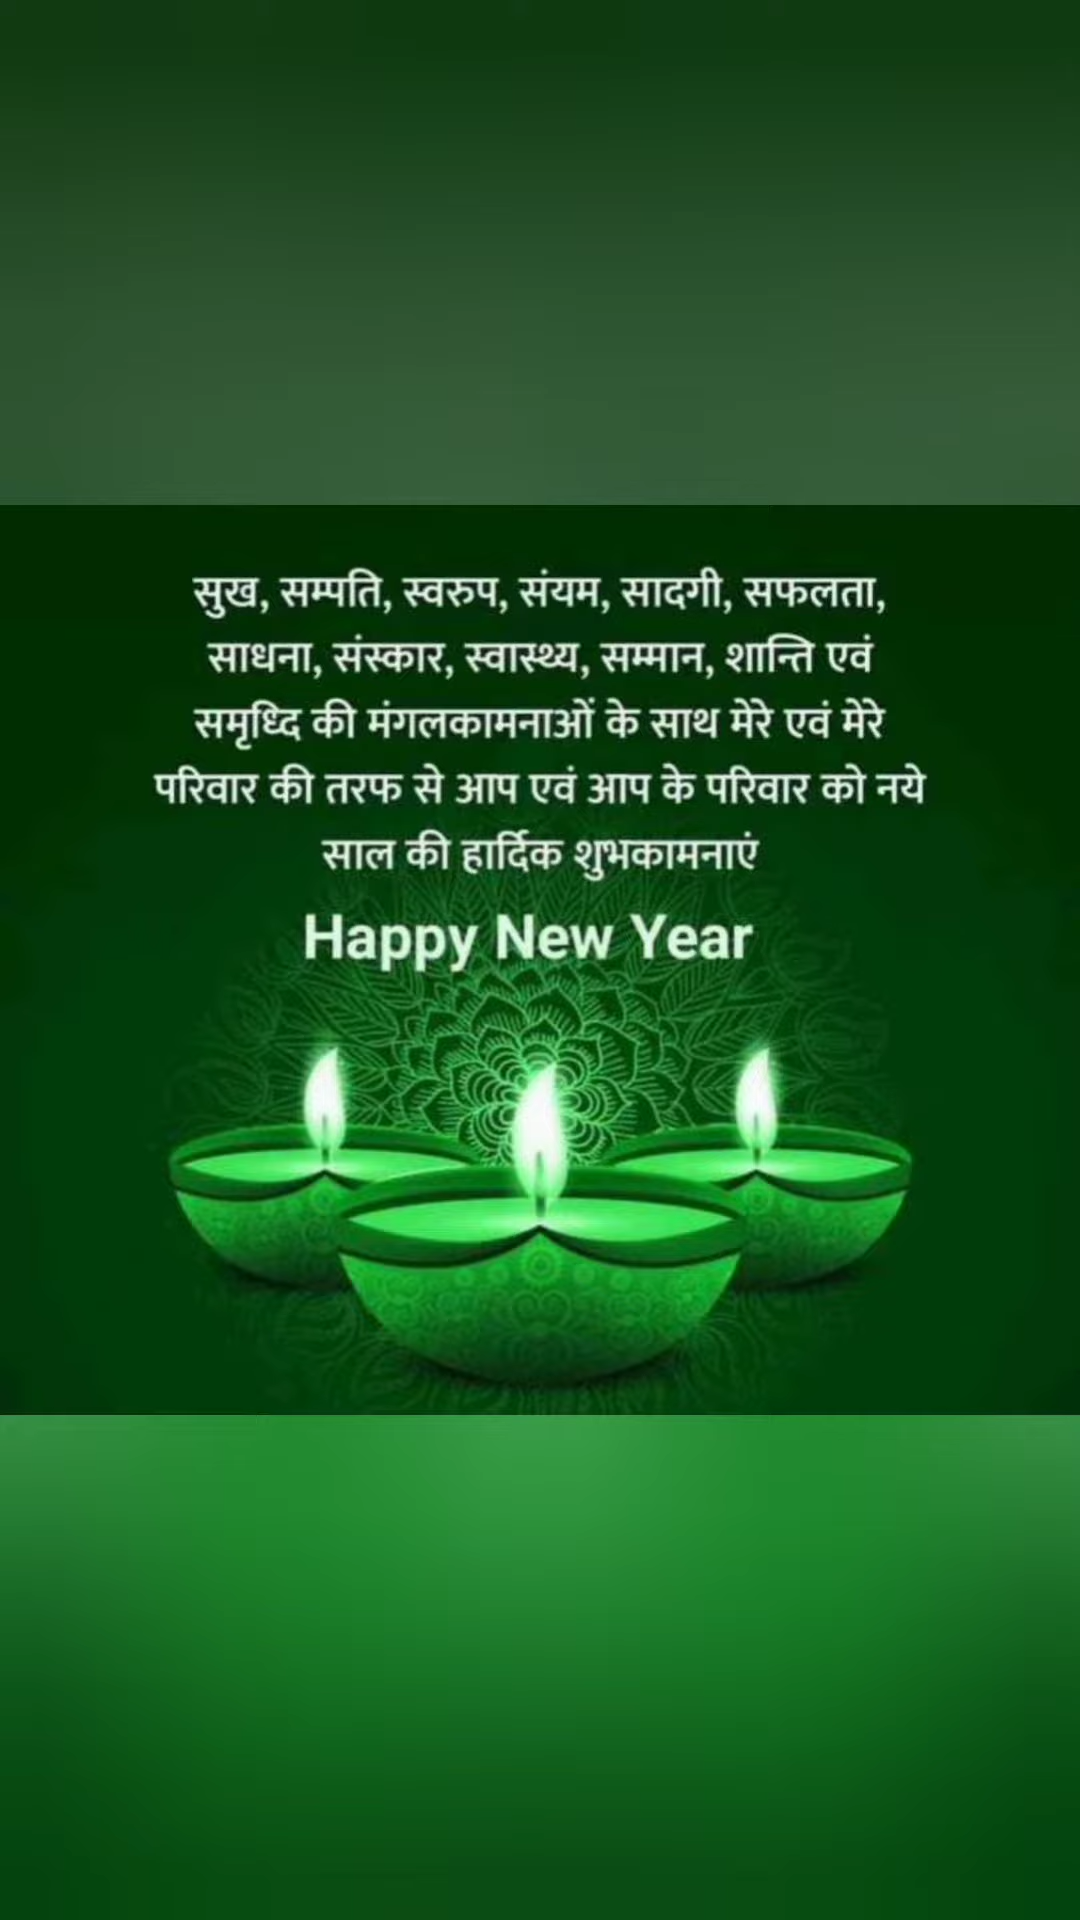 सुख, सम्पति, स्वरुप, संयम, सादगी, सफलता,
साधना, संस्कार, स्वास्थ्य, सम्मान, शान्ति एवं
समृध्दि की मंगलकामनाओं के साथ मेरे एवं मेरे
परिवार की तरफ से आप एवं आप के परिवार को नये
साल की हार्दिक शुभकामनाएं
Happy New Year